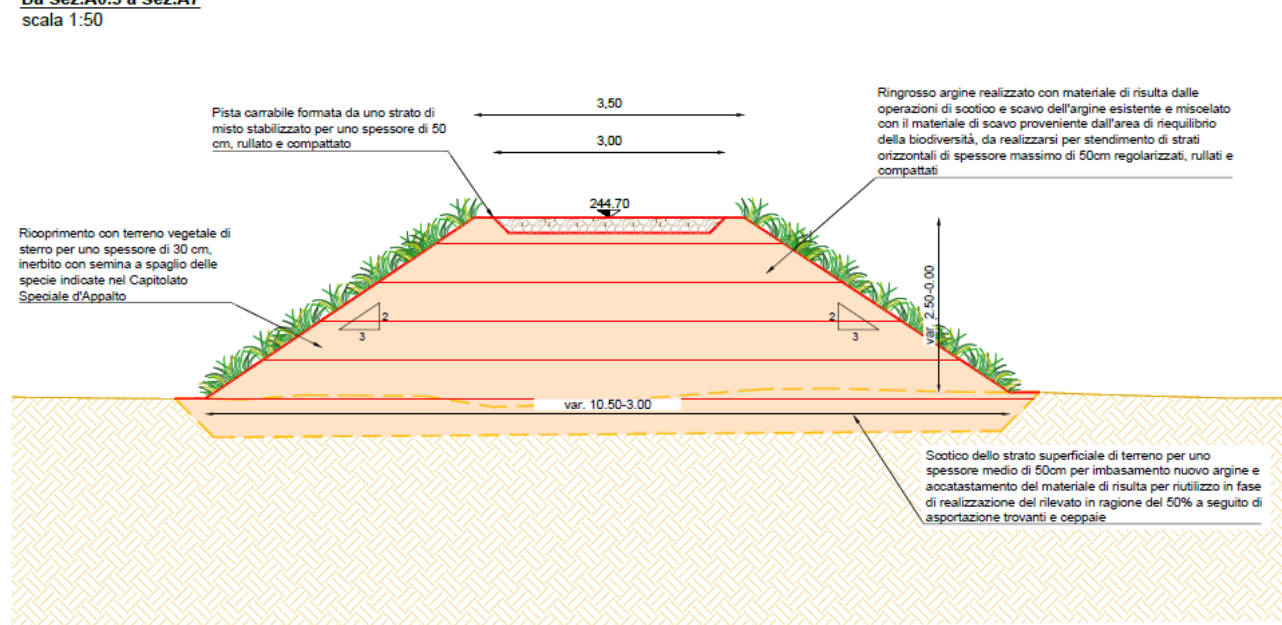 Da Sez.A0.5 a Sez.A7
scala 1:50
Pista carrabile formata da uno strato di
misto stabilizzato per uno spessore di 50
cm, rullato e compattato
3,50
3,00
Ringrosso argine realizzato con materiale di risulta dalle
operazioni di scotico e scavo dell'argine esistente e miscelato
con il materiale di scavo proveniente dall'area di riequilibrio
della biodiversità, da realizzarsi per stendimento di strati
orizzontali di spessore massimo di 50cm regolarizzati, rullati e
compattati
244.70
Ricoprimento con terreno vegetale di
sterro per uno spessore di 30 cm,
inerbito con semina a spaglio delle
specie indicate nel Capitolato
Speciale d'Appalto
2
3
2
3
var. 2.50-0.00
var. 10.50-3.00
Scotico dello strato superficiale di terreno per uno
spessore medio di 50cm per imbasamento nuovo argine e
accatastamento del materiale di risulta per riutilizzo in fase
di realizzazione del rilevato in ragione del 50% a seguito di
asportazione trovanti e ceppaie